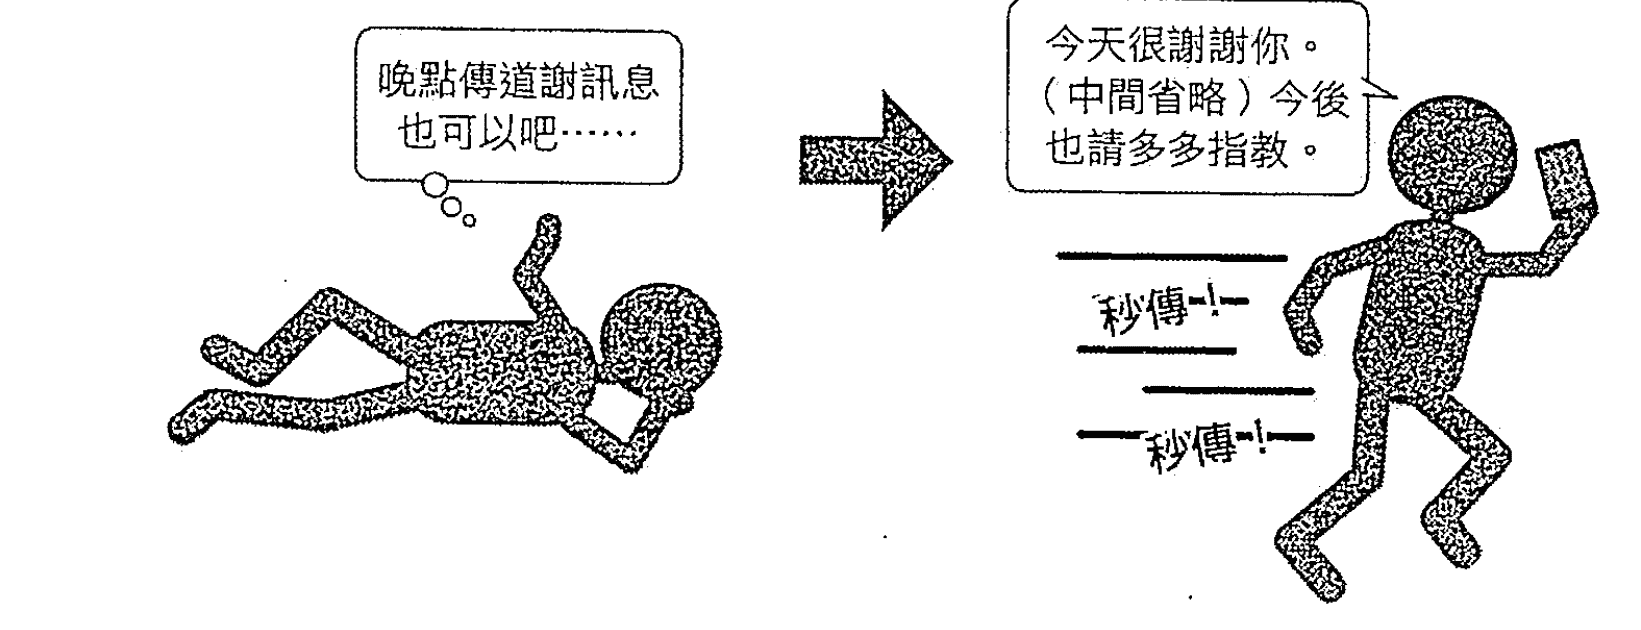 晚點傳道謝訊息
也可以吧……
今天很謝謝你。
（中間省略）今後
也請多多指教。
秒傳！
秒傳！